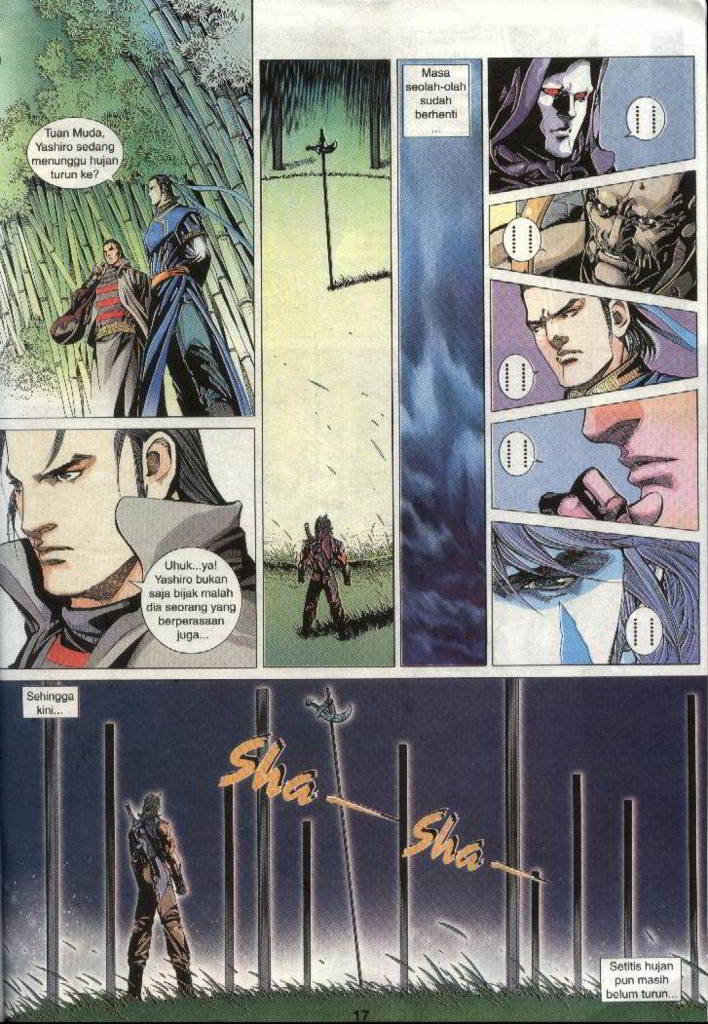 Tuan Muda,
Yashiro sedang
menunggu hujan
turun ke?
Uhuk...ya!
Yashiro bukan
saja bijak malah
dia seorang yang
berperasaan
juga...
Masa
seolah-olah
sudah
berhenti
...
Sehingga
kini...
Sha
Sha
Setitis hujan
pun masih
belum turun...
17